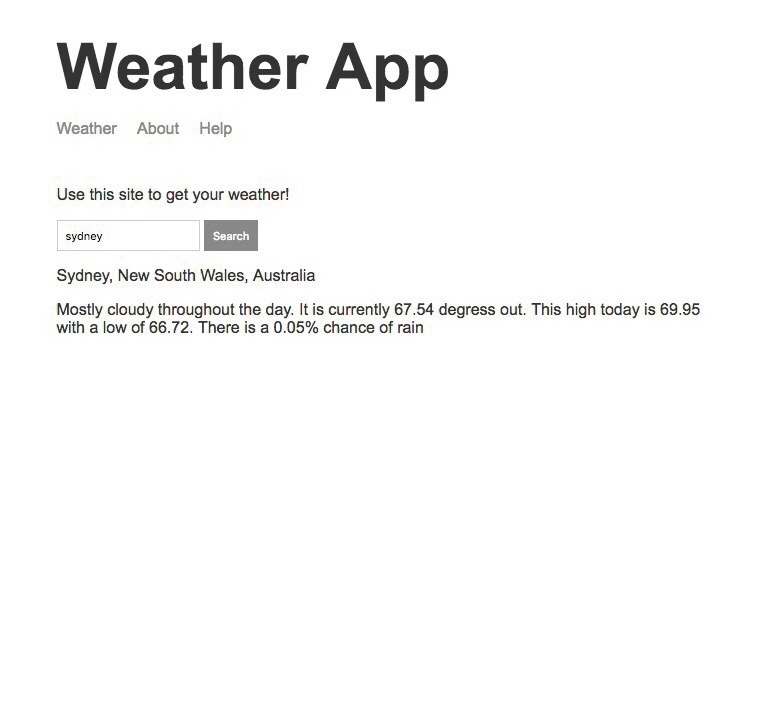 Weather App
Weather About Help
Use this site to get your weather!
sydney Search
Sydney, New South Wales, Australia
Mostly cloudy throughout the day. It is currently 67.54 degress out. This high today is 69.95
with a low of 66.72. There is a 0.05% chance of rain